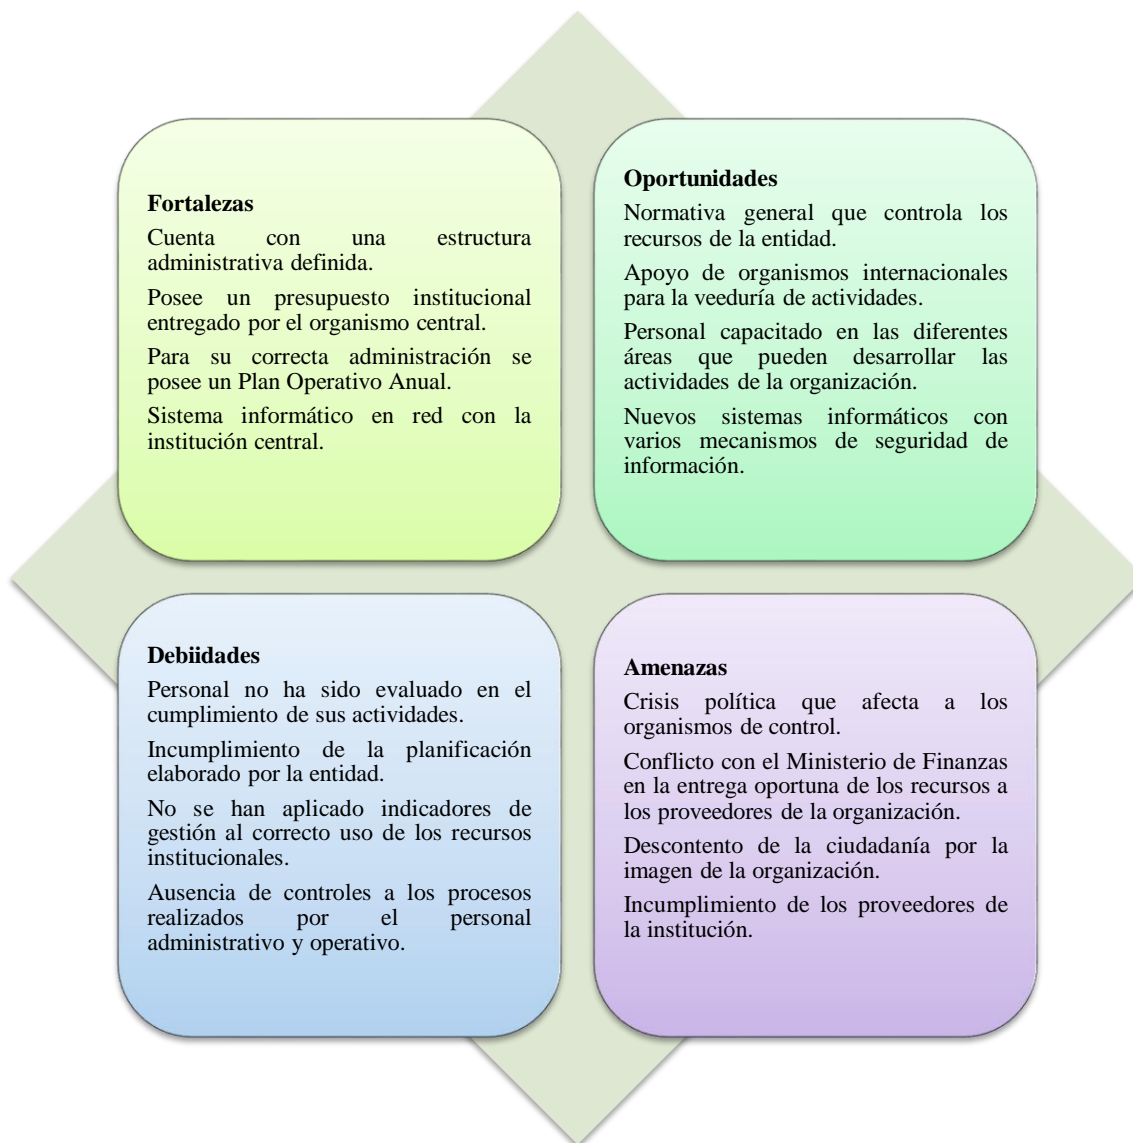 Fortalezas
Cuenta con una estructura
administrativa definida.
Posee un presupuesto institucional
entregado por el organismo central.
Para su correcta administración se
posee un Plan Operativo Anual.
Sistema informático en red con la
institución central.
Oportunidades
Normativa general que controla los
recursos de la entidad.
Apoyo de organismos internacionales
para la veeduría de actividades.
Personal capacitado en las diferentes
áreas que pueden desarrollar las
actividades de la organización.
Nuevos sistemas informáticos con
varios mecanismos de seguridad de
información.
Debiidades
Personal no ha sido evaluado en el
cumplimiento de sus actividades.
Incumplimiento de la planificación
elaborado por la entidad.
No se han aplicado indicadores de
gestión al correcto uso de los recursos
institucionales.
Ausencia de controles a los procesos
realizados por el personal
administrativo y operativo.
Amenazas
Crisis política que afecta a los
organismos de control.
Conflicto con el Ministerio de Finanzas
en la entrega oportuna de los recursos a
los proveedores de la organización.
Descontento de la ciudadanía por la
imagen de la organización.
Incumplimiento de los proveedores de
la institución.